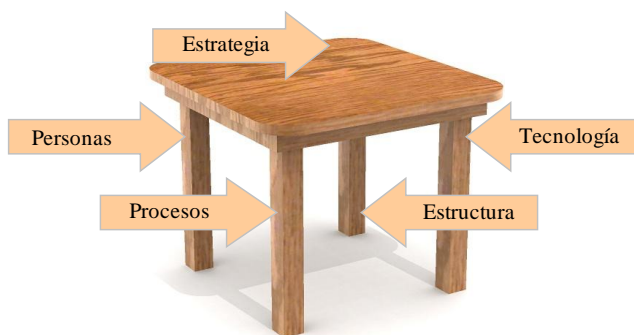 Estrategia
Personas
Tecnología
Procesos
Estructura